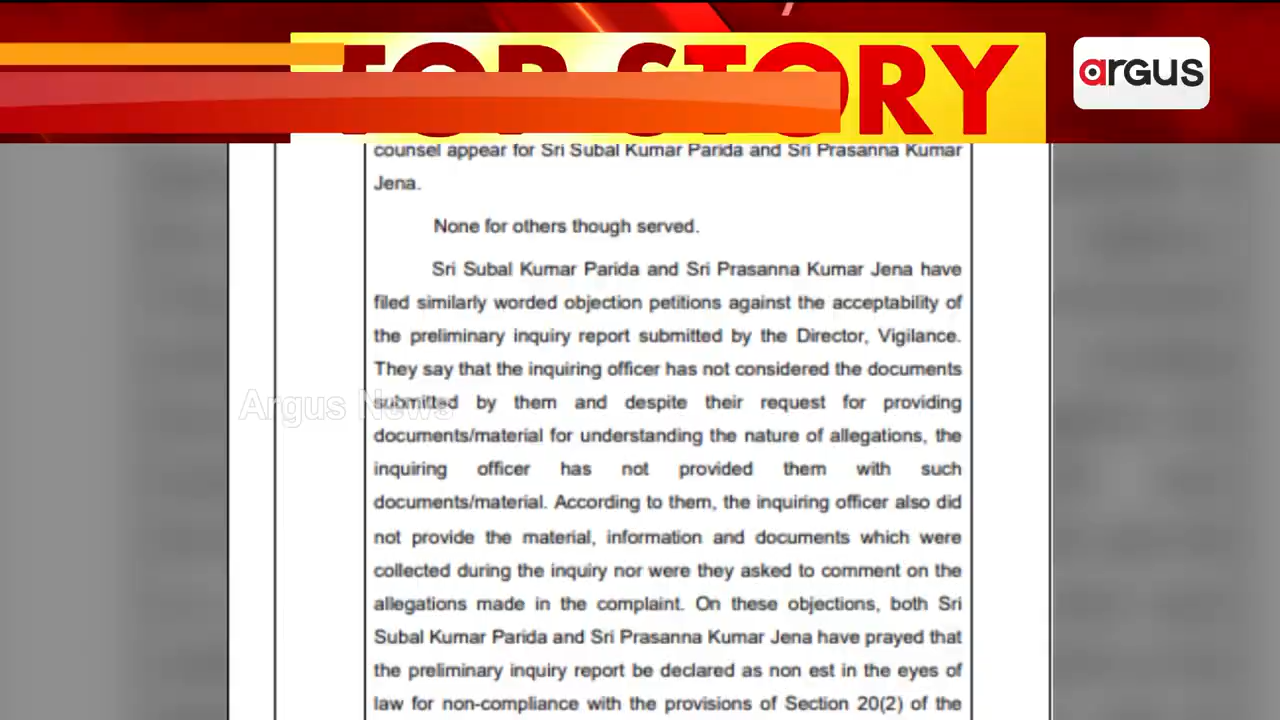 TOP STORY
argus
counsel appear for Sri Subal Kumar Parida and Sri Prasanna Kumar
Jena.
None for others though served.
Sri Subal Kumar Parida and Sri Prasanna Kumar Jena have
filed similarly worded objection petitions against the acceptability of
the preliminary inquiry report submitted by the Director, Vigilance.
They say that the inquiring officer has not considered the documents
Argus News
submitted by them and despite their request for providing
documents/material for understanding the nature of allegations, the
inquiring officer has not provided them with such
documents/material. According to them, the inquiring officer also did
not provide the material, information and documents which were
collected during the inquiry nor were they asked to comment on the
allegations made in the complaint. On these objections, both Sri
Subal Kumar Parida and Sri Prasanna Kumar Jena have prayed that
the preliminary inquiry report be declared as non est in the eyes of
law for non-compliance with the provisions of Section 20(2) of the